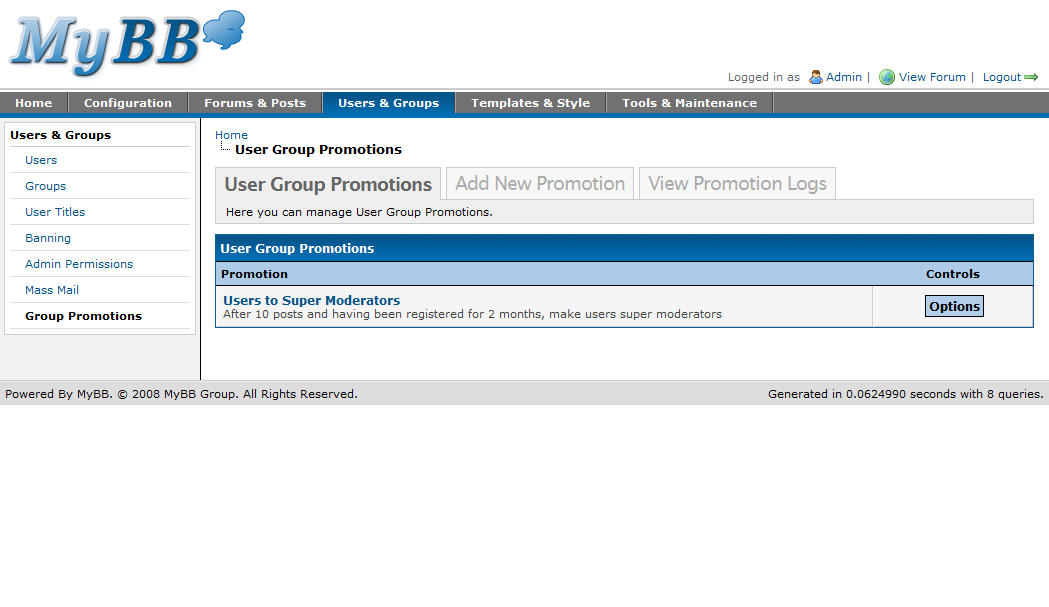 MyBB
Logged in as Admin | View Forum | Logout
Home Configuration Forums & Posts Users & Groups Templates & Style Tools & Maintenance
Users & Groups
Users
Groups
User Titles
Banning
Admin Permissions
Mass Mail
Group Promotions
Home
User Group Promotions
User Group Promotions Add New Promotion View Promotion Logs
Here you can manage User Group Promotions.
User Group Promotions
Promotion Controls
Users to Super Moderators
After 10 posts and having been registered for 2 months, make users super moderators
Options
Powered By MyBB. © 2008 MyBB Group. All Rights Reserved. Generated in 0.0624990 seconds with 8 queries.